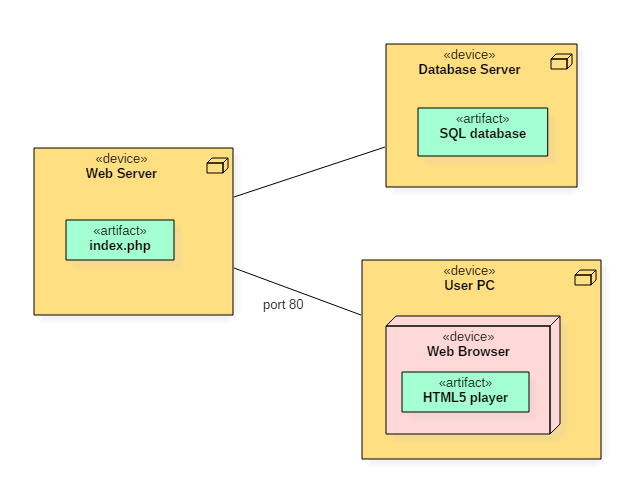 «device»
Database Server
«artifact»
SQL database
«device»
Web Server
«artifact»
index.php
port 80
«device»
User PC
«device»
Web Browser
«artifact»
HTML5 player